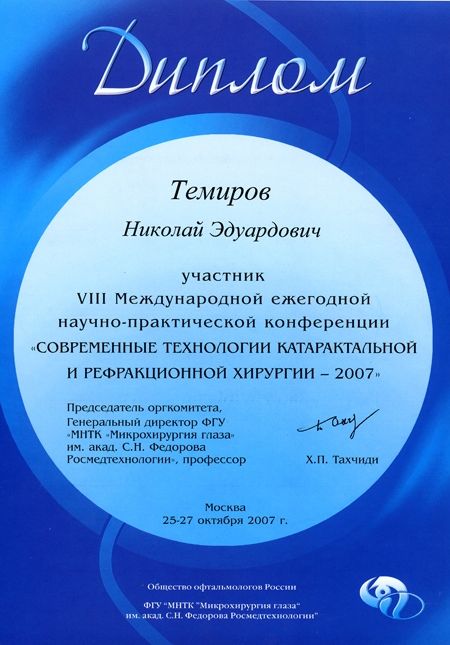 Диплом
Темиров
Николай Эдуардович
участник
VIII Международной ежегодной
научно-практической конференции
«СОВРЕМЕННЫЕ ТЕХНОЛОГИИ КАТАРАКТАЛЬНОЙ
И РЕФРАКЦИОННОЙ ХИРУРГИИ – 2007»
Председатель оргкомитета,
Генеральный директор ФГУ
«МНТК «Микрохирургия глаза»
им. акад. С.Н. Федорова
Росмедтехнологии», профессор
Х.П. Тахчиди
Москва
25-27 октября 2007 г.
Общество офтальмологов России
ФГУ "МНТК "Микрохирургия глаза"
им. акад. С.Н. Федорова Росмедтехнологии"